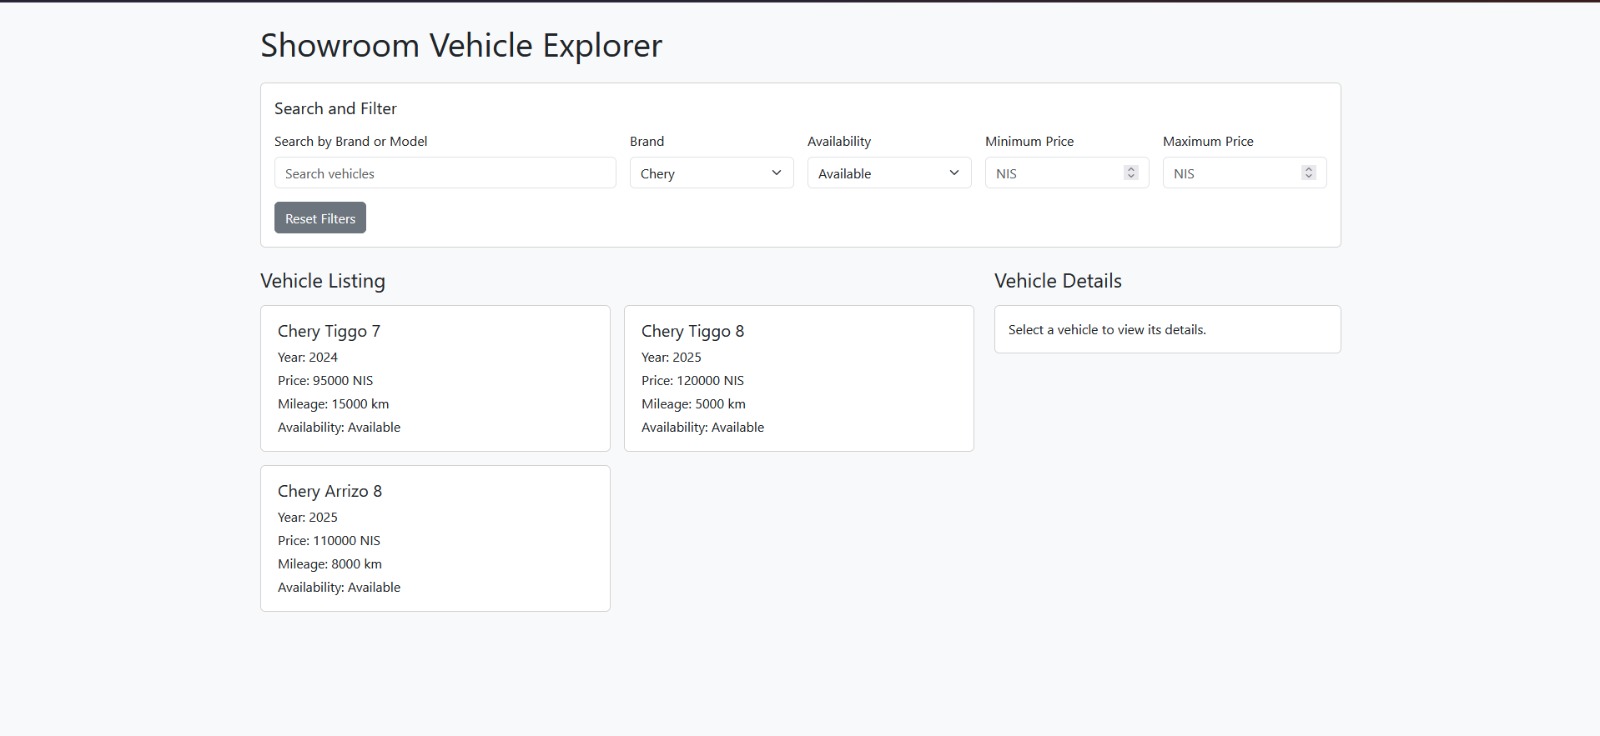 Showroom Vehicle Explorer
Search and Filter
Search by Brand or Model
Brand
Availability
Minimum Price
Maximum Price
Search vehicles
Chery
Available
NIS
NIS
Reset Filters
Vehicle Listing
Chery Tiggo 7
Year: 2024
Price: 95000 NIS
Mileage: 15000 km
Availability: Available
Chery Tiggo 8
Year: 2025
Price: 120000 NIS
Mileage: 5000 km
Availability: Available
Chery Arrizo 8
Year: 2025
Price: 110000 NIS
Mileage: 8000 km
Availability: Available
Vehicle Details
Select a vehicle to view its details.